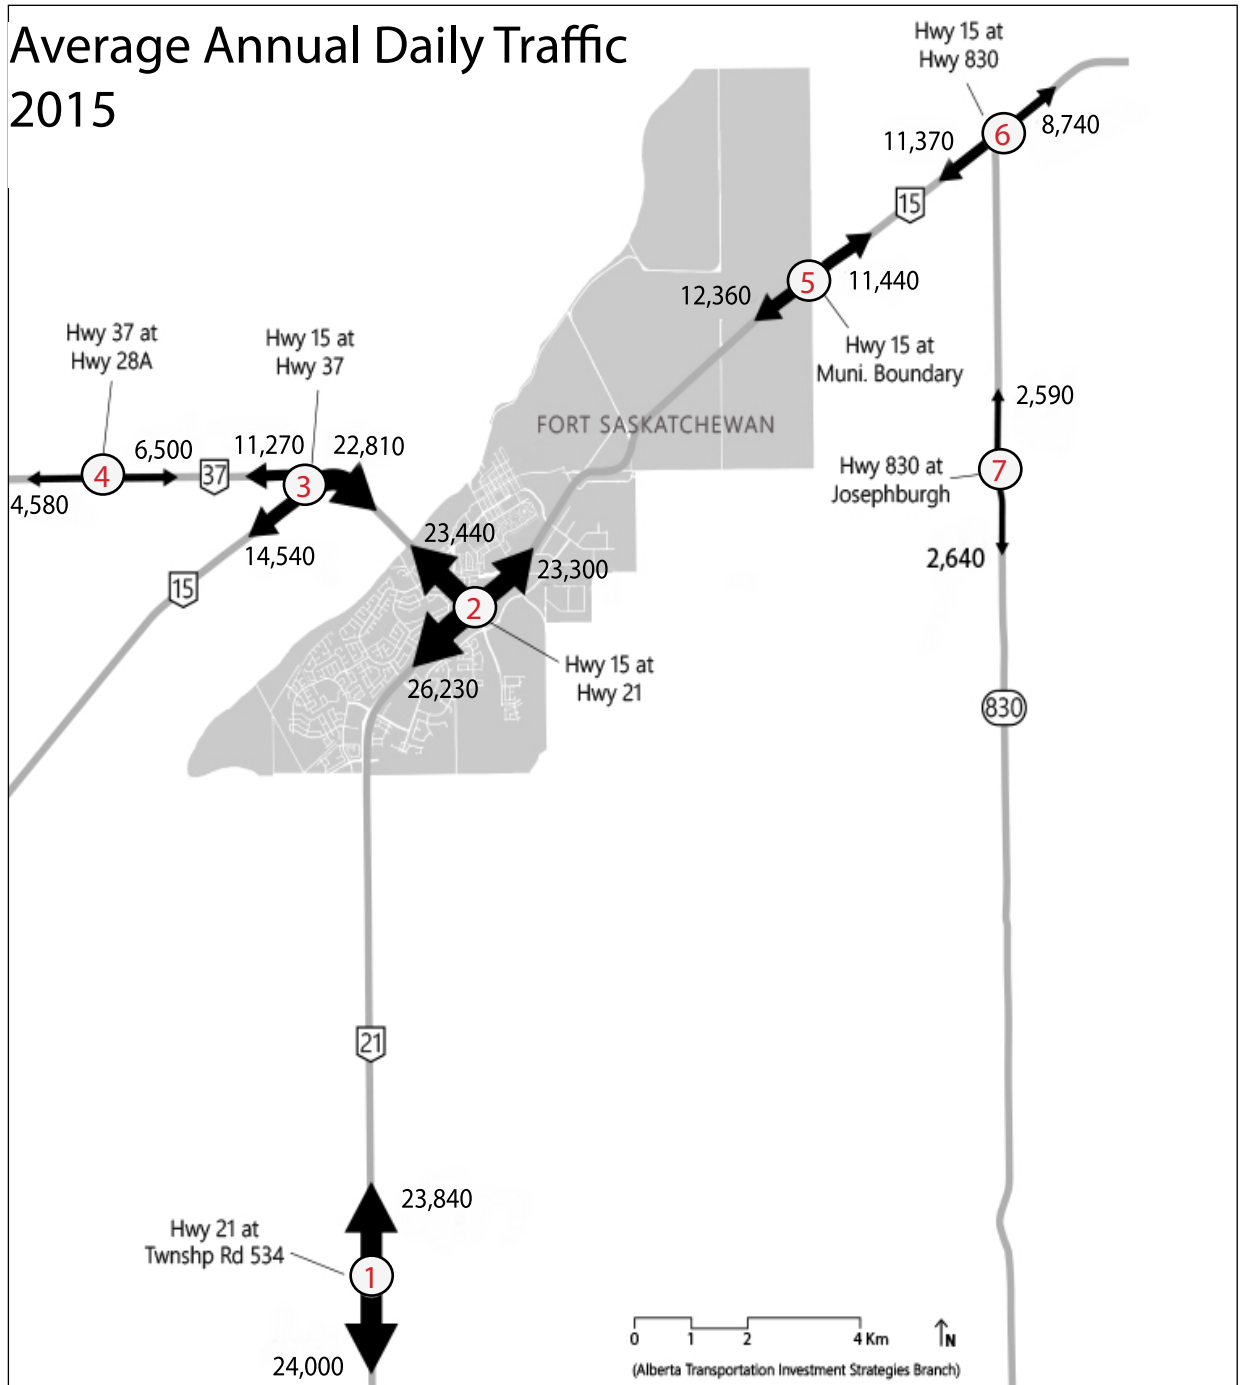 Average Annual Daily Traffic
2015
Hwy 15 at
Hwy 830
6
8,740
11,370
15
5
11,440
12,360
Hwy 15 at
Muni. Boundary
Hwy 37 at
Hwy 28A
Hwy 15 at
Hwy 37
FORT SASKATCHEWAN
2,590
6,500
11,270
22,810
4
37
3
4,580
Hwy 830 at
Josephburgh
7
14,540
23,440
23,300
2,640
15
2
Hwy 15 at
Hwy 21
26,230
830
21
23,840
Hwy 21 at
Twnshp Rd 534
1
24,000
0
1
2
4 Km
N
(Alberta Transportation Investment Strategies Branch)